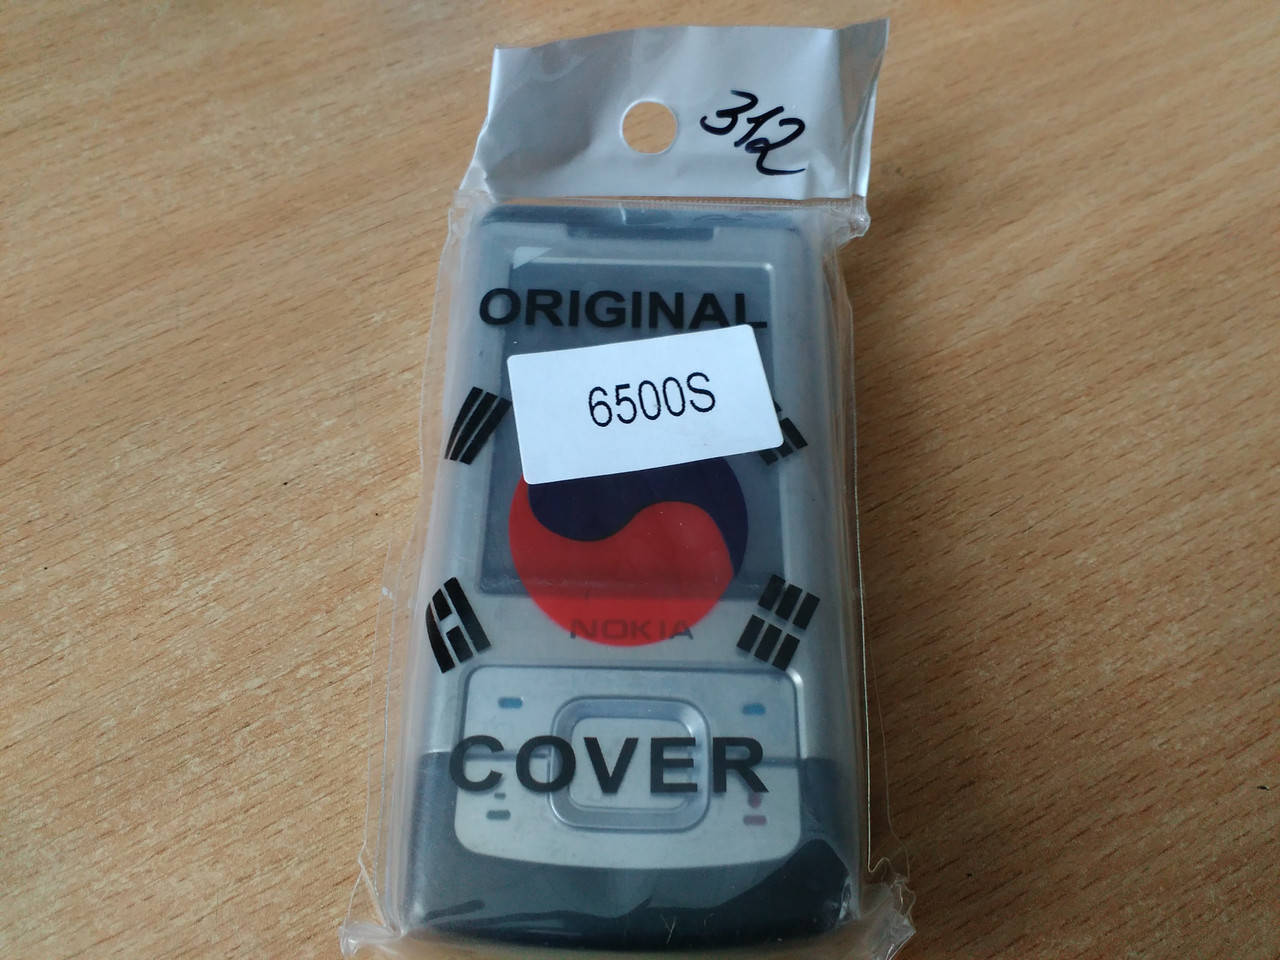 312
ORIGINAL
6500S
NOKIA
COVER